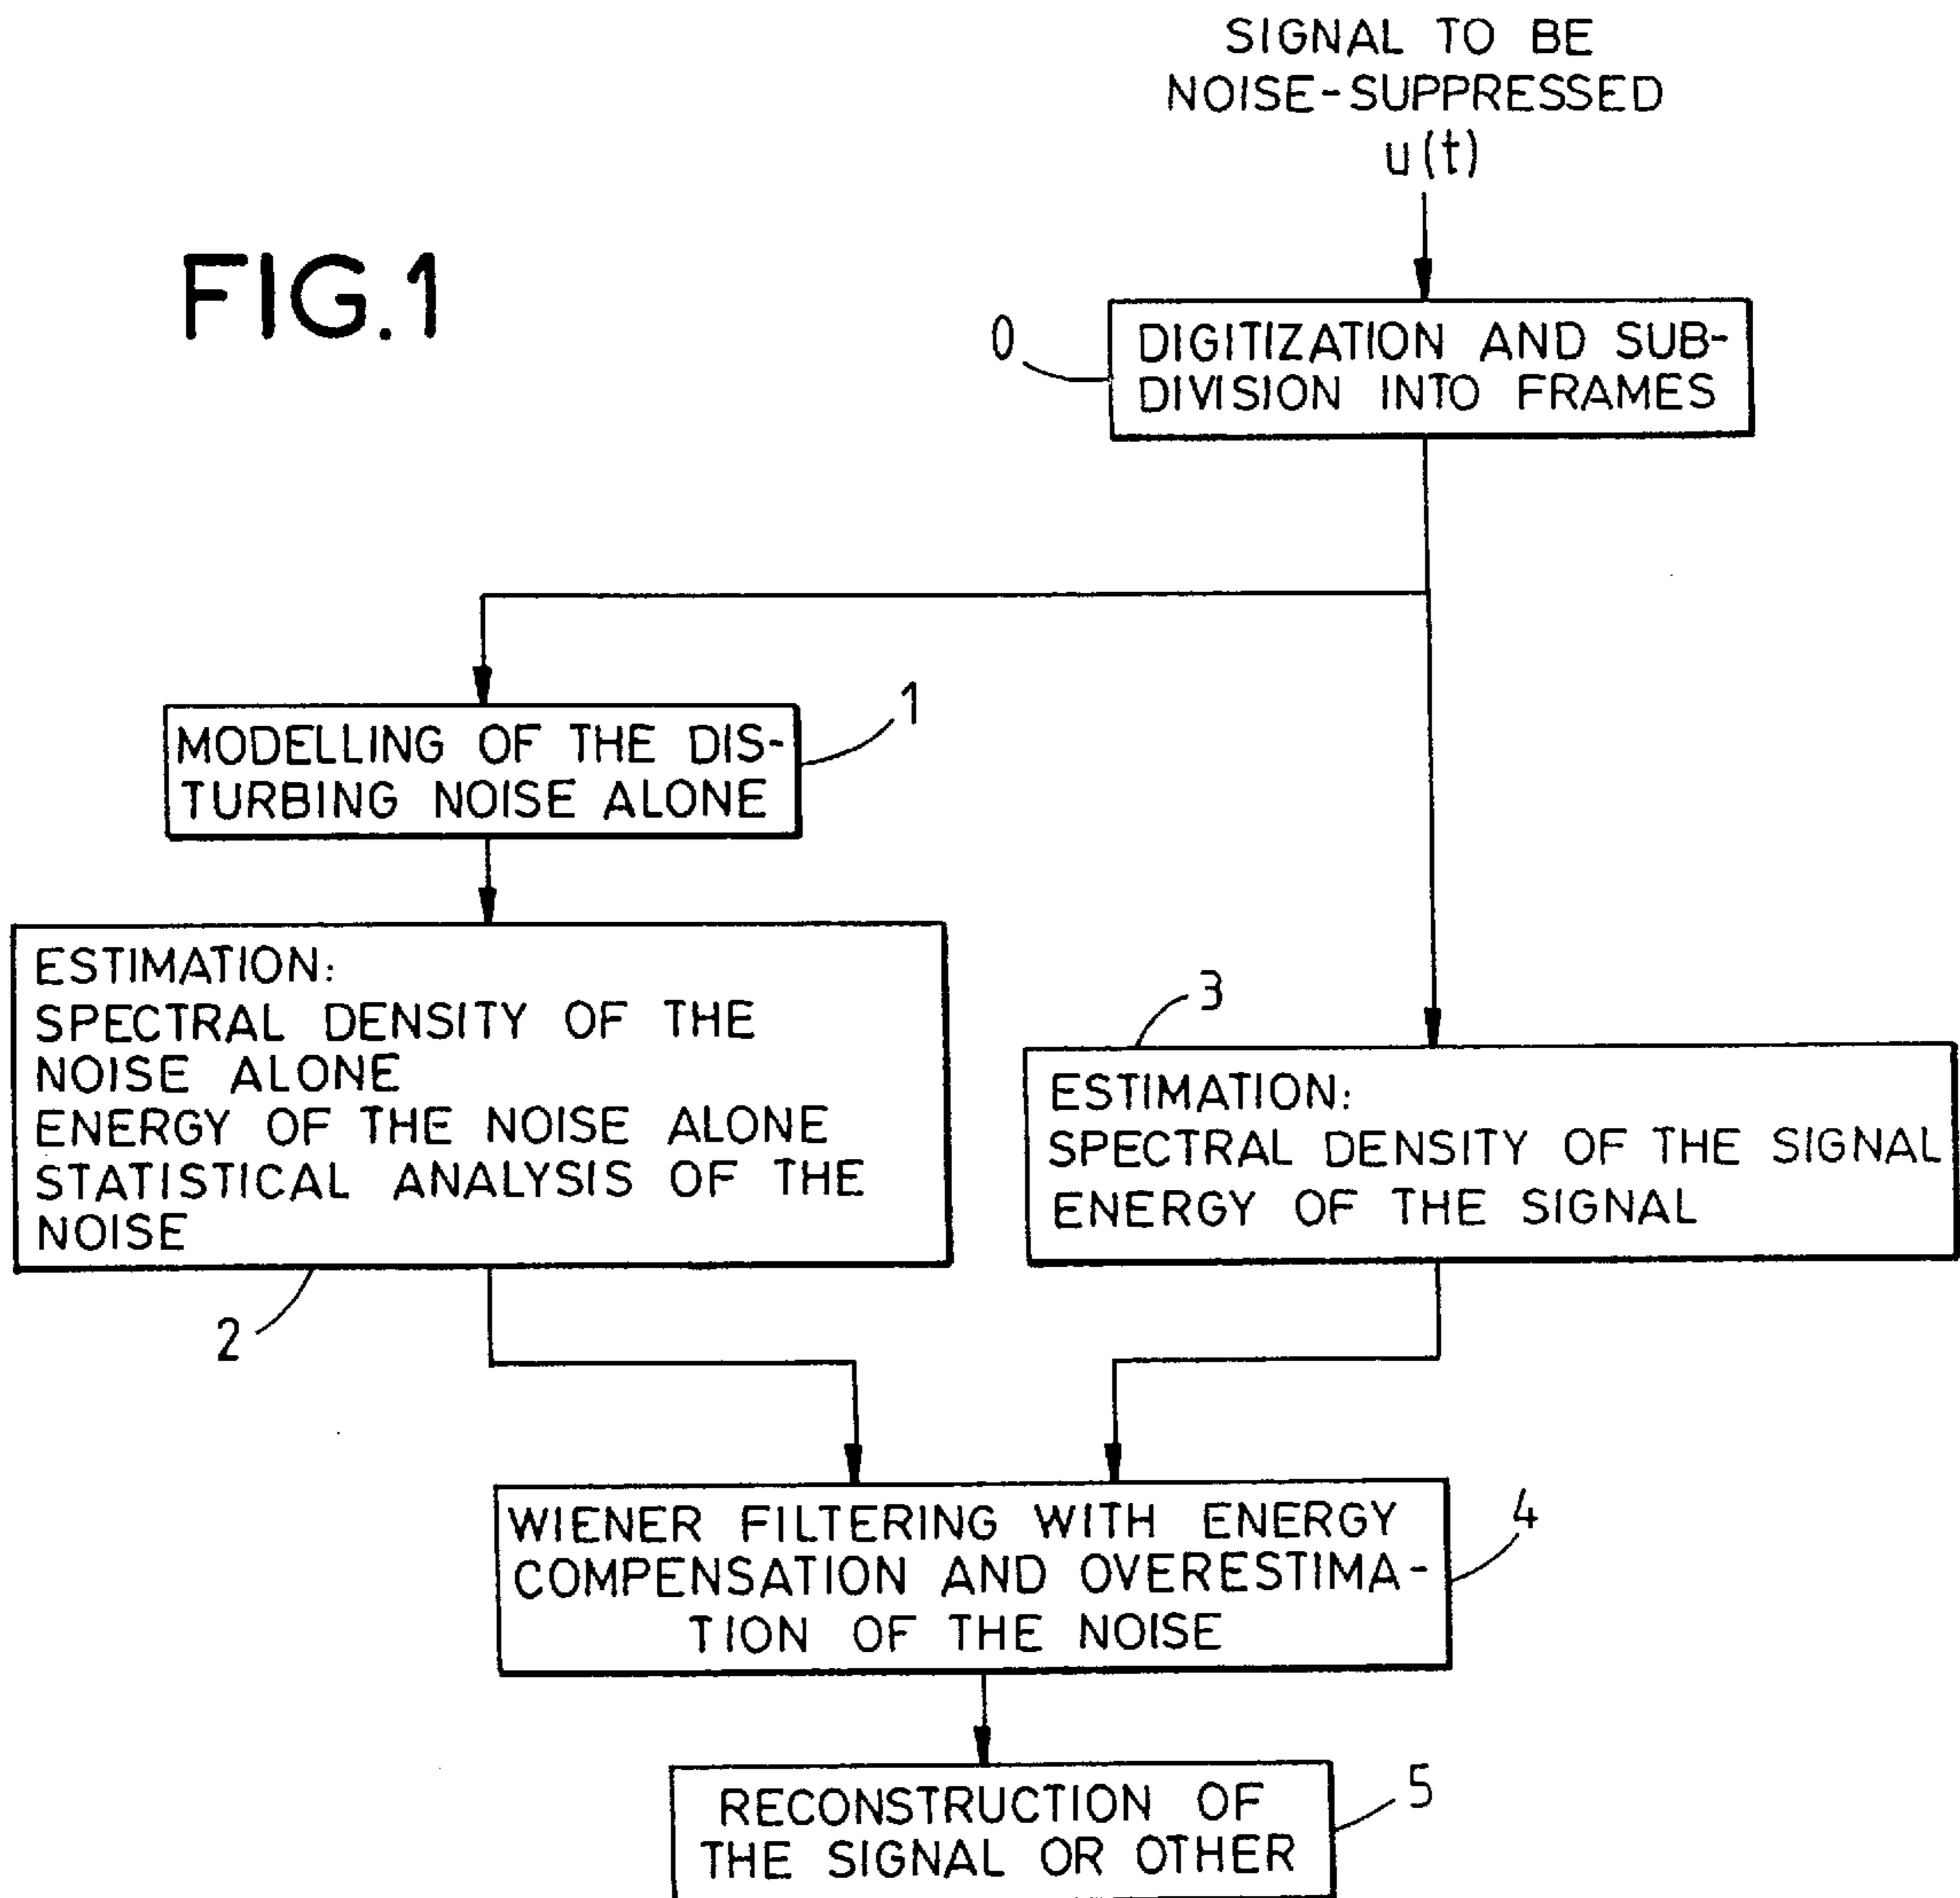 SIGNAL TO BE
NOISE-SUPPRESSED
u(t)
FIG.1
0
DIGITIZATION AND SUB-
DIVISION INTO FRAMES
1
MODELLING OF THE DIS-
TURBING NOISE ALONE
ESTIMATION:
SPECTRAL DENSITY OF THE
NOISE ALONE
ENERGY OF THE NOISE ALONE
STATISTICAL ANALYSIS OF THE
NOISE
2
3
ESTIMATION:
SPECTRAL DENSITY OF THE SIGNAL
ENERGY OF THE SIGNAL
WIENER FILTERING WITH ENERGY
COMPENSATION AND OVERESTIMA-
TION OF THE NOISE
4
RECONSTRUCTION OF
THE SIGNAL OR OTHER
5